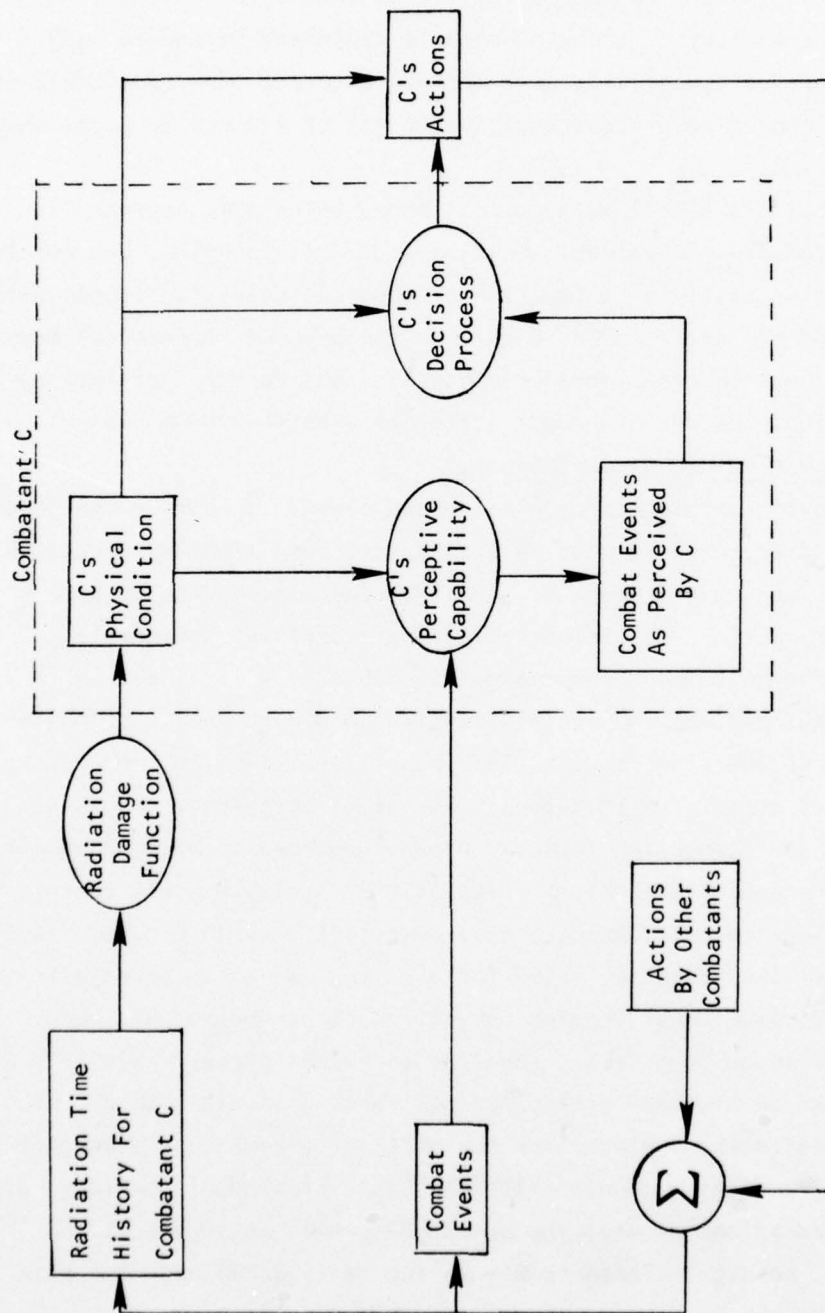 Combatant C
Radiation Time
History For
Combatant C
Radiation
Damage
Function
C's
Physical
Condition
C's
Actions
C's
Decision
Process
Combat
Events
C's
Perceptive
Capability
Combat Events
As Perceived
By C
Actions
By Other
Combatants
Σ